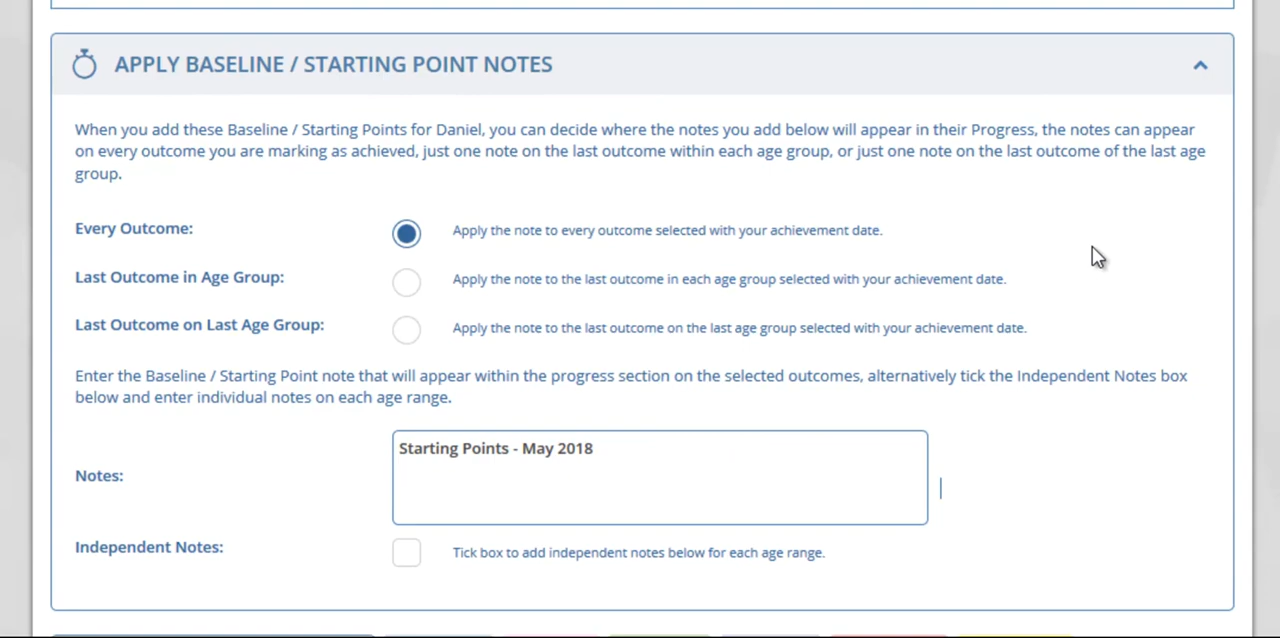 APPLY BASELINE / STARTING POINT NOTES
When you add these Baseline / Starting Points for Daniel, you can decide where the notes you add below will appear in their Progress, the notes can appear
on every outcome you are marking as achieved, just one note on the last outcome within each age group, or just one note on the last outcome of the last age
group.
Every Outcome: Apply the note to every outcome selected with your achievement date.
Last Outcome in Age Group: Apply the note to the last outcome in each age group selected with your achievement date.
Last Outcome on Last Age Group: Apply the note to the last outcome on the last age group selected with your achievement date.
Enter the Baseline / Starting Point note that will appear within the progress section on the selected outcomes, alternatively tick the Independent Notes box
below and enter individual notes on each age range.
Starting Points - May 2018
Notes:
Independent Notes: Tick box to add independent notes below for each age range.